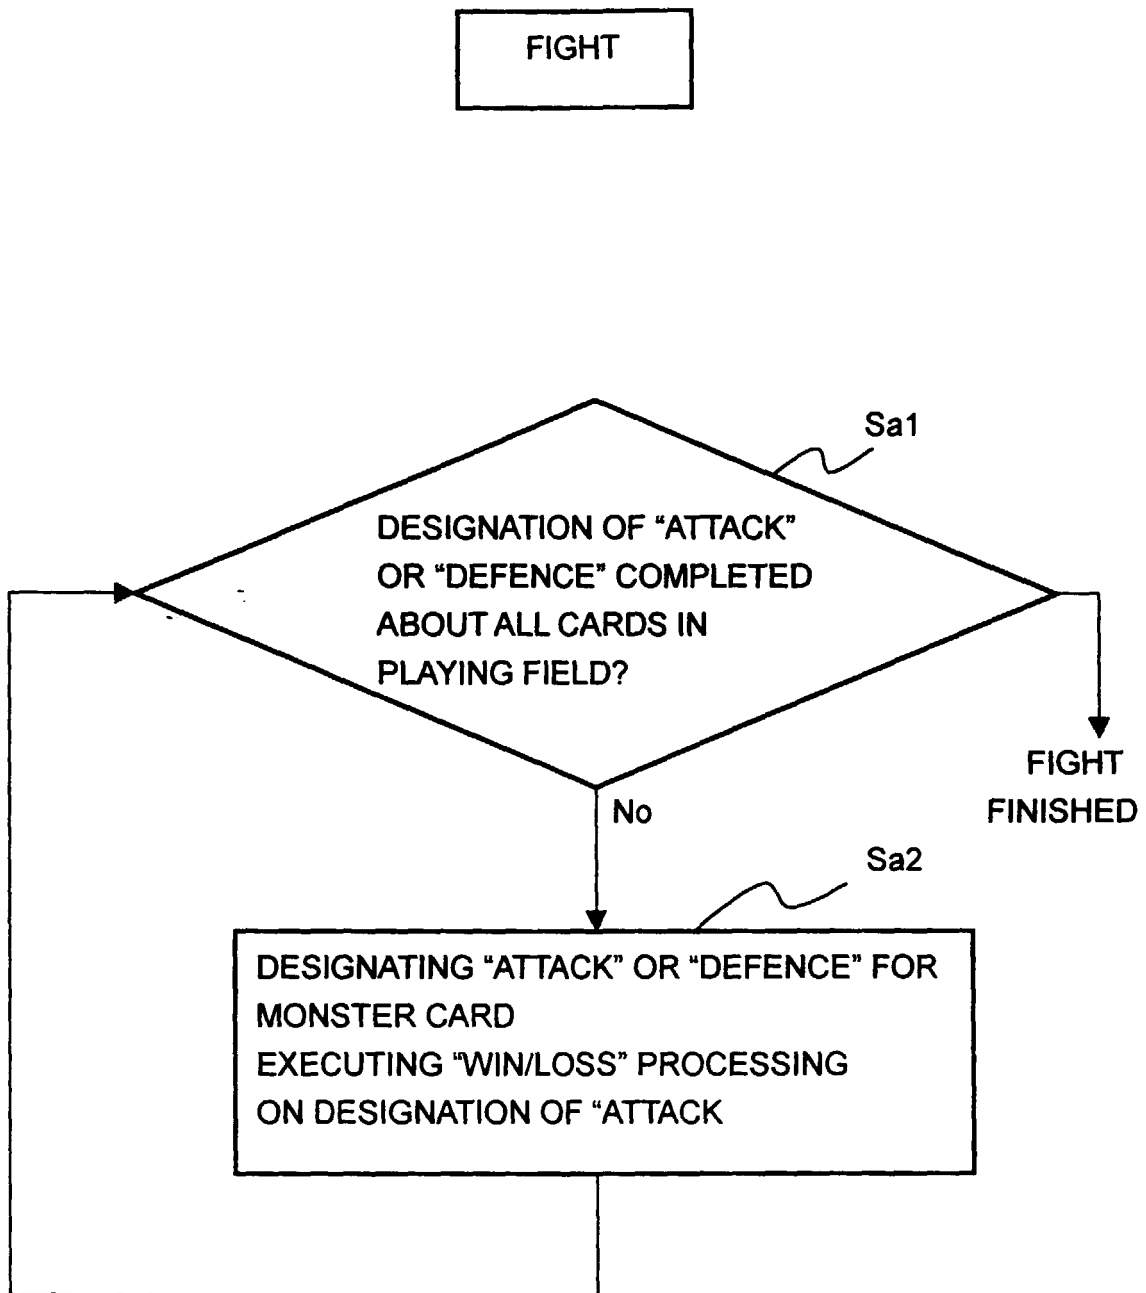 FIGHT
Sa1
DESIGNATION OF “ATTACK”
OR “DEFENCE” COMPLETED
ABOUT ALL CARDS IN
PLAYING FIELD?
FIGHT
FINISHED
No
Sa2
DESIGNATING “ATTACK” OR “DEFENCE” FOR
MONSTER CARD
EXECUTING “WIN/LOSS” PROCESSING
ON DESIGNATION OF “ATTACK